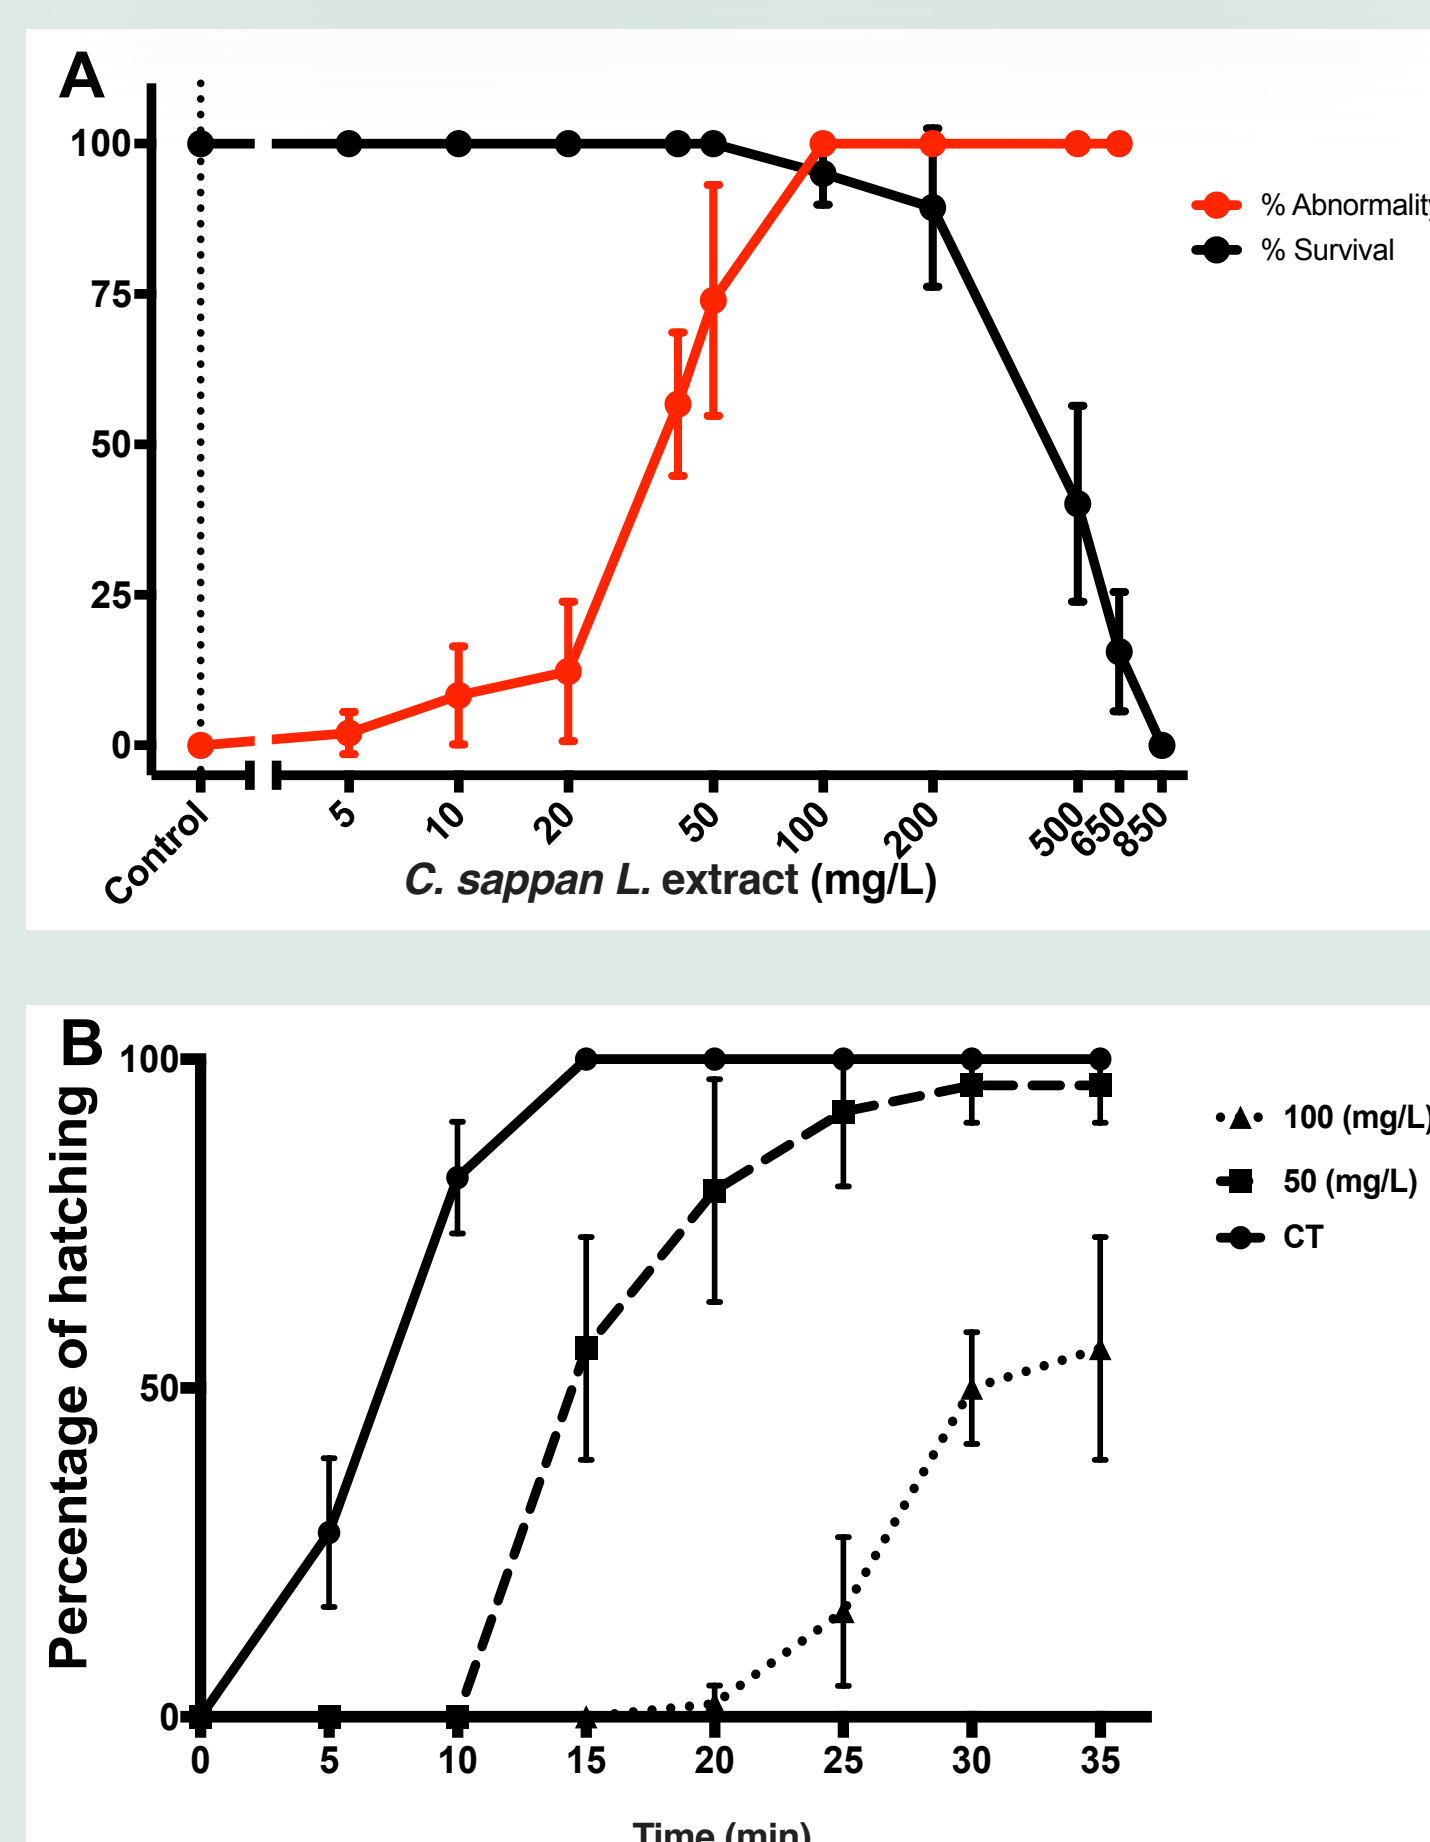 A
100
75
50
25
0
% Abnormality
% Survival
Control 5 10 20 50 100 200 500 650 850
C. sappan L. extract (mg/L)
B
Percentage of hatching
100
50
0
100 (mg/L)
50 (mg/L)
CT
0 5 10 15 20 25 30 35
Time (min)